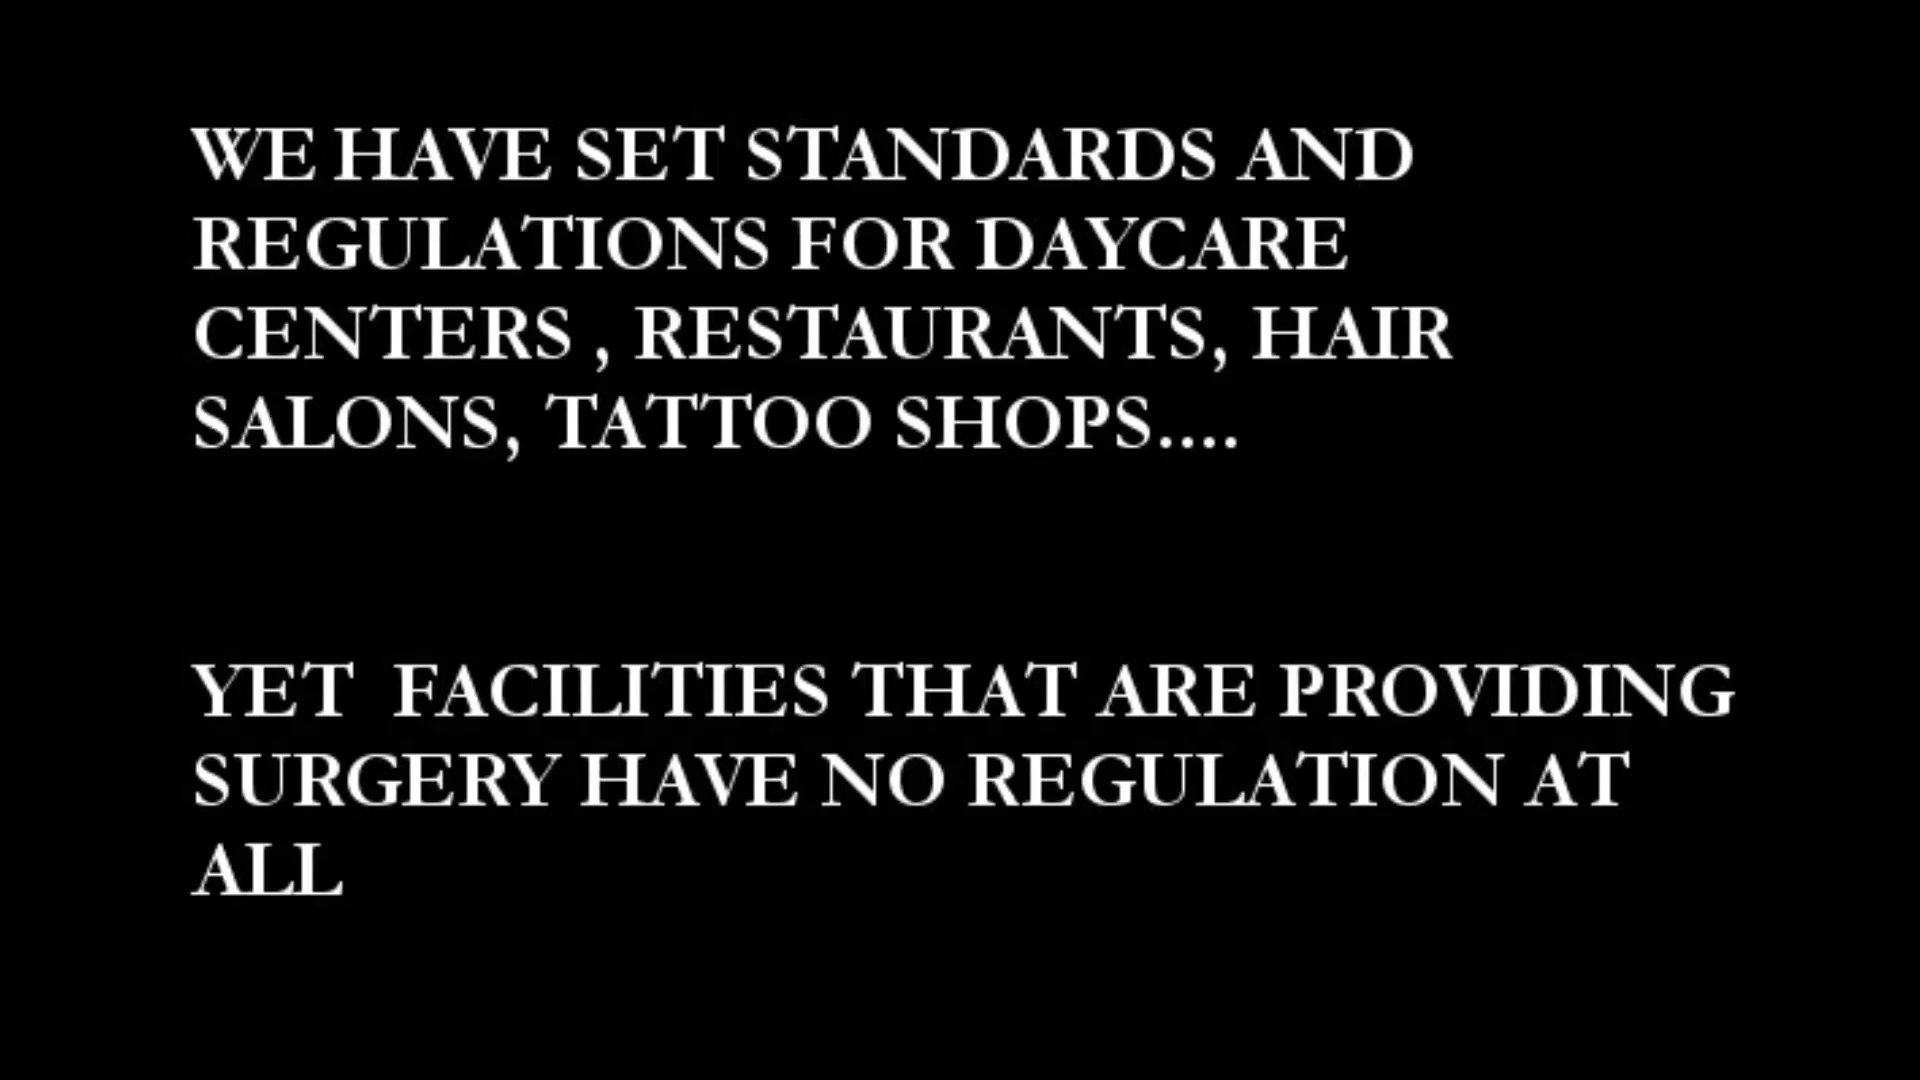 WE HAVE SET STANDARDS AND
REGULATIONS FOR DAYCARE
CENTERS , RESTAURANTS, HAIR
SALONS, TATTOO SHOPS....
YET  FACILITIES THAT ARE PROVIDING
SURGERY HAVE NO REGULATION AT
ALL